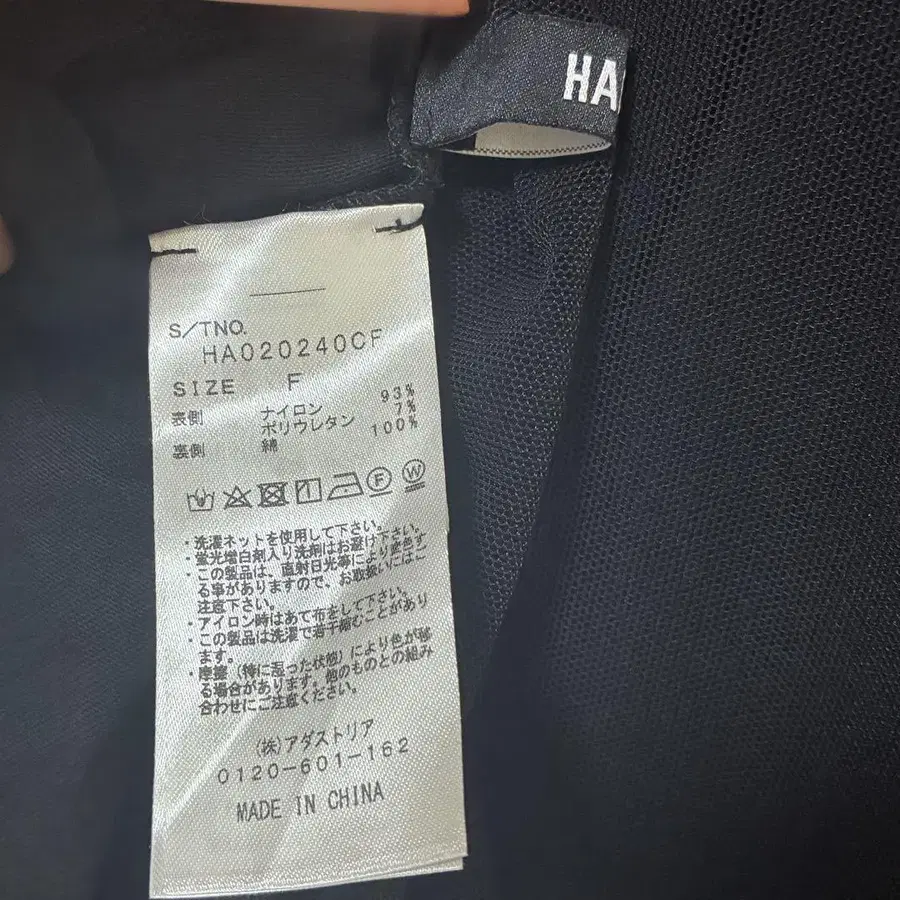 HA
S/TNO.
HA020240CF
SIZE F
表側 ナイロン 93%
ポリウレタン 7%
裏側 綿 100%
・洗濯ネットを使用して下さい。
・蛍光増白剤入り洗剤はお避け下さい。
・この製品は、直射日光等により変色す
る事がありますので、お取扱いにはご
注意下さい。
・アイロン時はあて布をして下さい。
・この製品は洗濯で若干縮むことがあり
ます。
・摩擦(特に湿った状態)により色が移
る場合があります。他のものとの組み
合わせにご注意ください。
(株)アダストリア
0120-601-162
MADE IN CHINA